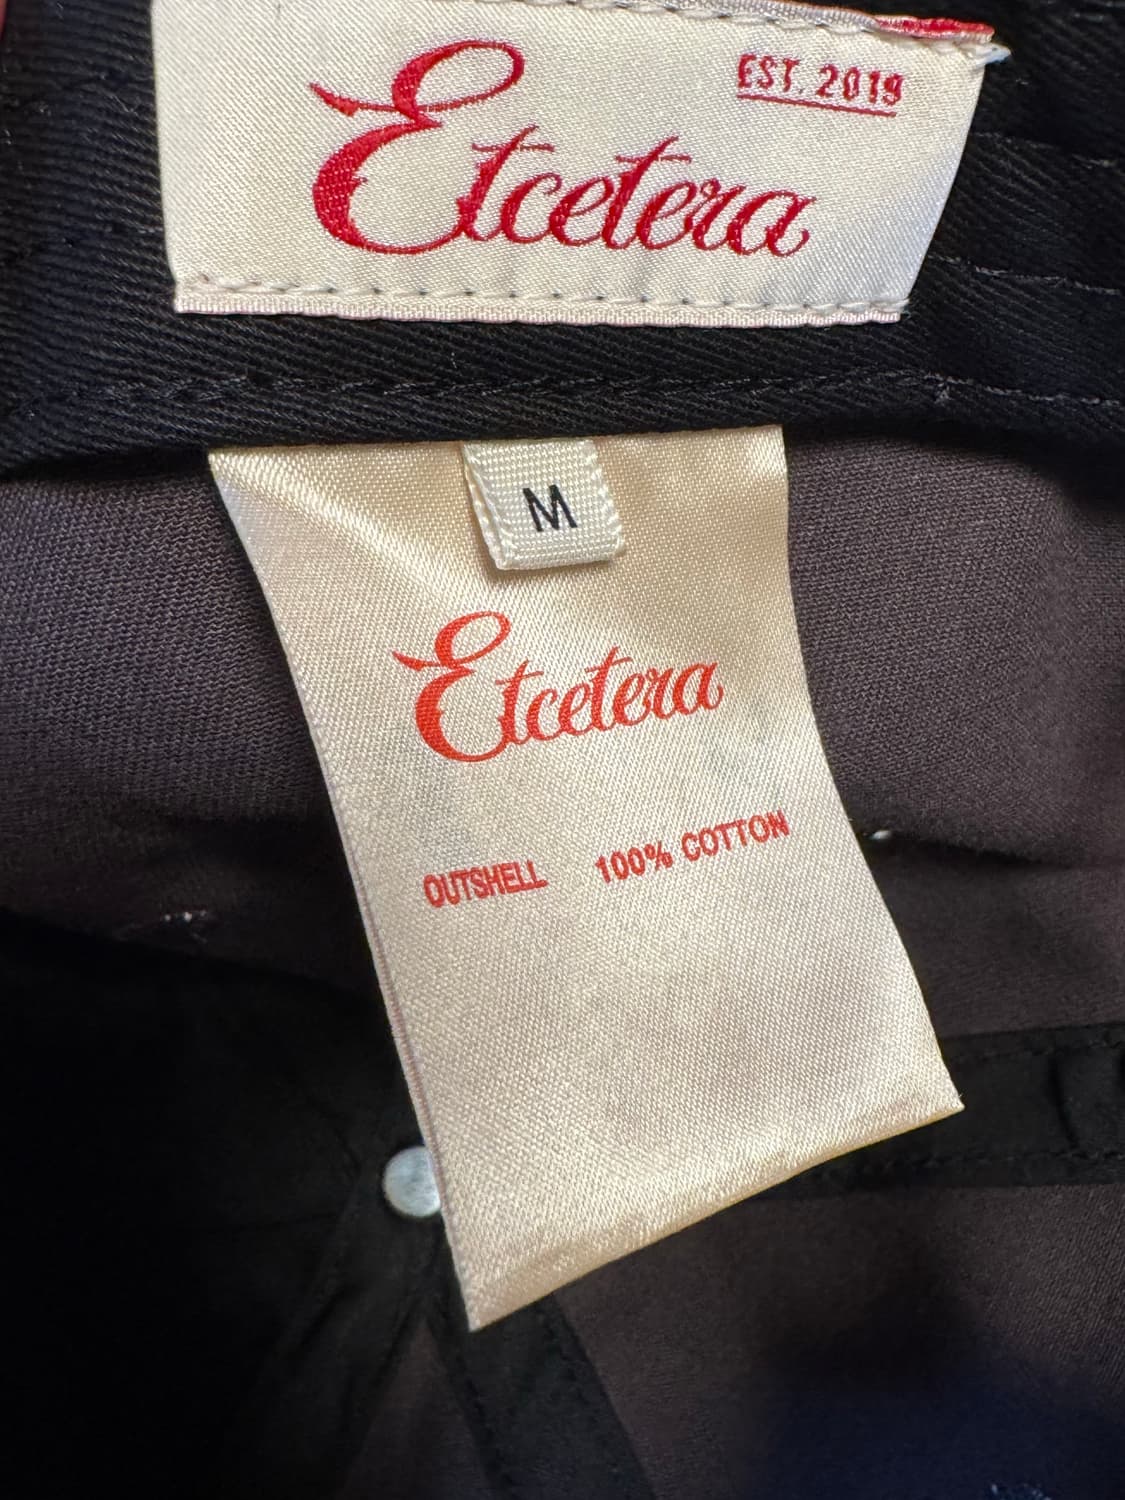 EST. 2019
Etcetera
M
Etcetera
OUTSHELL 100% COTTON